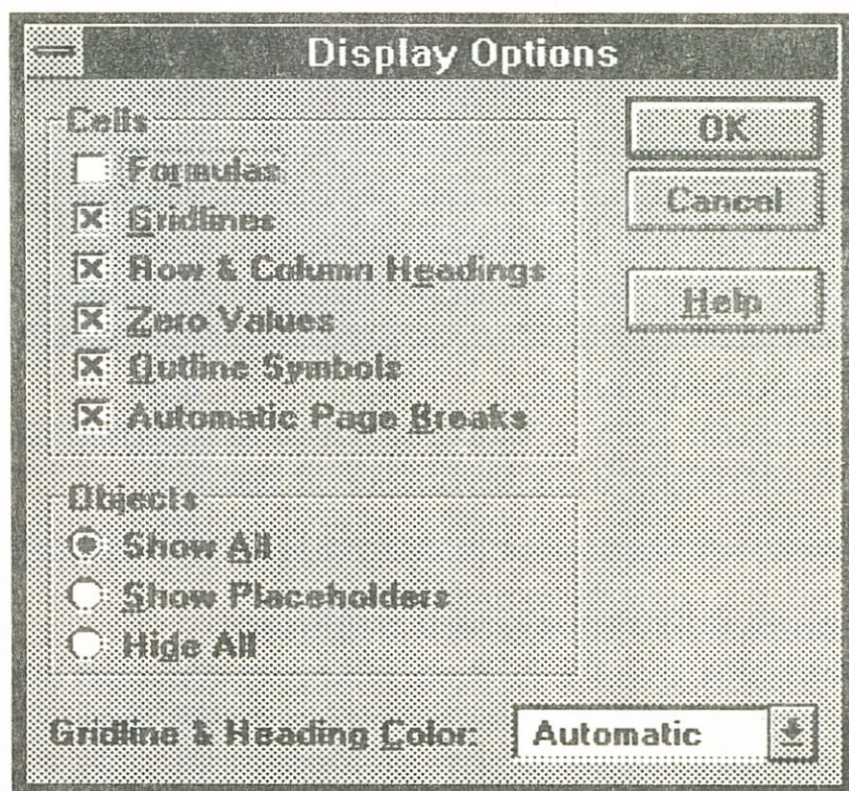 Display Options
Cells
Formulas
Gridlines
Row & Column Headings
Zero Values
Outline Symbols
Automatic Page Breaks
OK
Cancel
Help
Objects
Show All
Show Placeholders
Hide All
Gridline & Heading Color: Automatic